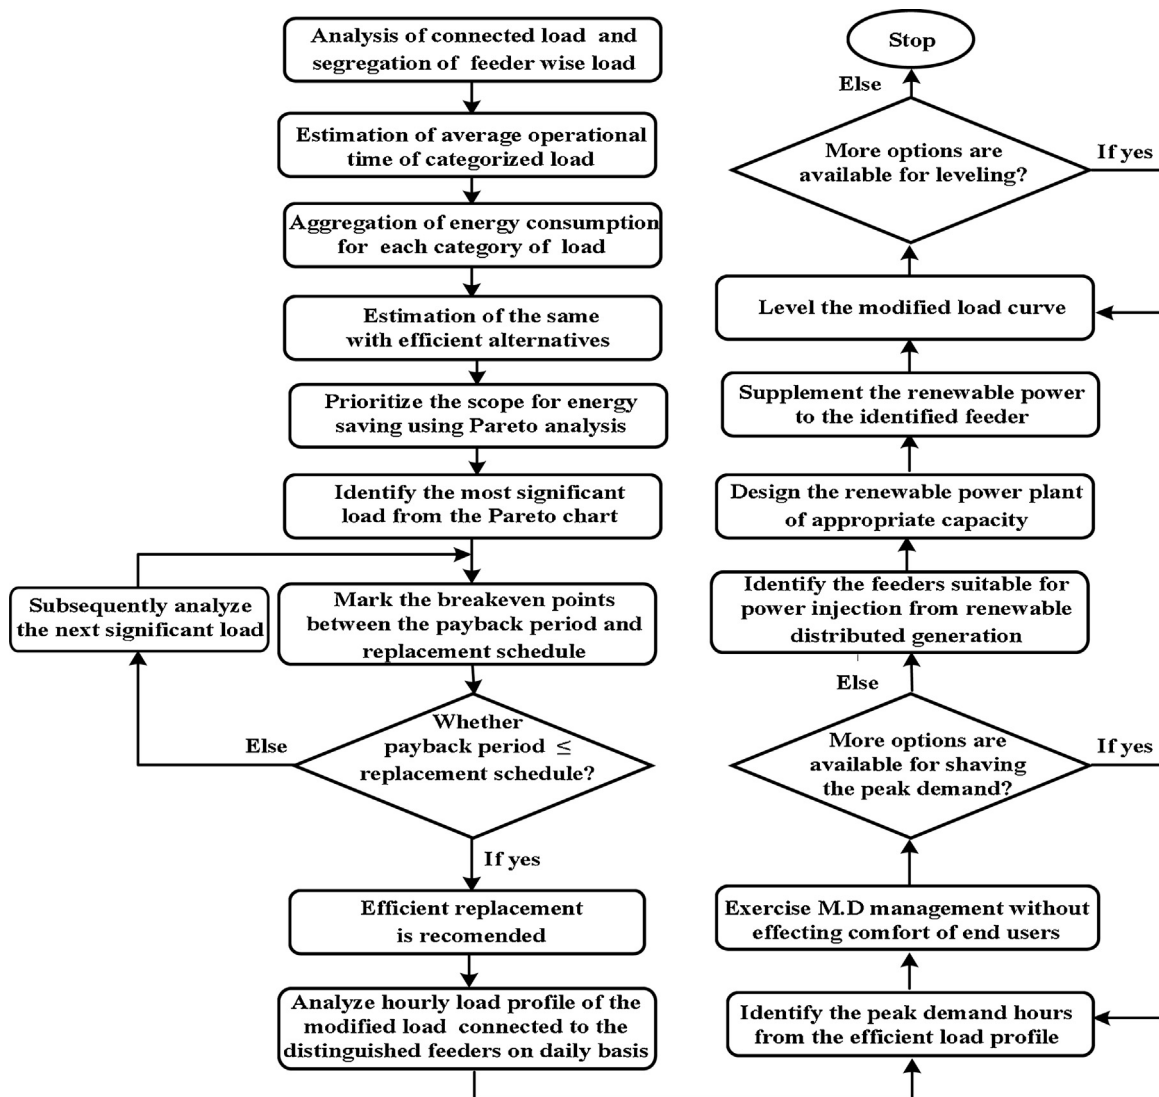 Analysis of connected load and
segregation of feeder wise load
Estimation of average operational
time of categorized load
Aggregation of energy consumption
for each category of load
Estimation of the same
with efficient alternatives
Prioritize the scope for energy
saving using Pareto analysis
Identify the most significant
load from the Pareto chart
Subsequently analyze
the next significant load
Mark the breakeven points
between the payback period and
replacement schedule
Whether
payback period ≤
replacement schedule?
Else
If yes
Efficient replacement
is recomended
Analyze hourly load profile of the
modified load connected to the
distinguished feeders on daily basis
Stop
Else
More options are
available for leveling?
If yes
Level the modified load curve
Supplement the renewable power
to the identified feeder
Design the renewable power plant
of appropriate capacity
Identify the feeders suitable for
power injection from renewable
distributed generation
Else
More options are
available for shaving
the peak demand?
If yes
Exercise M.D management without
effecting comfort of end users
Identify the peak demand hours
from the efficient load profile